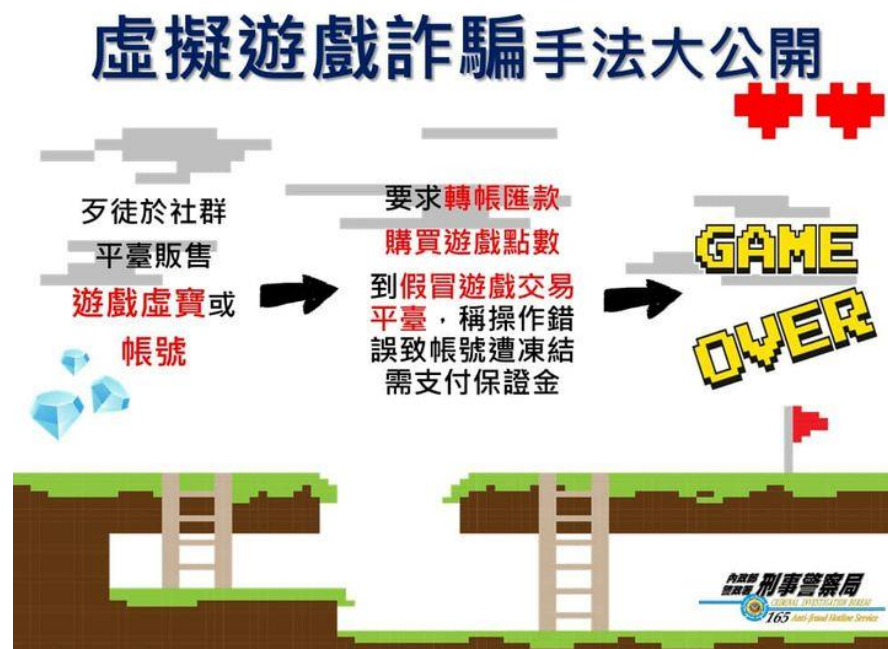 虛擬遊戲詐騙手法大公開
歹徒於社群
平臺販售
遊戲虛寶或
帳號
要求轉帳匯款
購買遊戲點數
到假冒遊戲交易
平臺，稱操作錯
誤致帳號遭凍結
需支付保證金
GAME
OVER
內政部
警政署
刑事警察局
CRIMINAL INVESTIGATION BUREAU
165 Anti-fraud Hotline Service